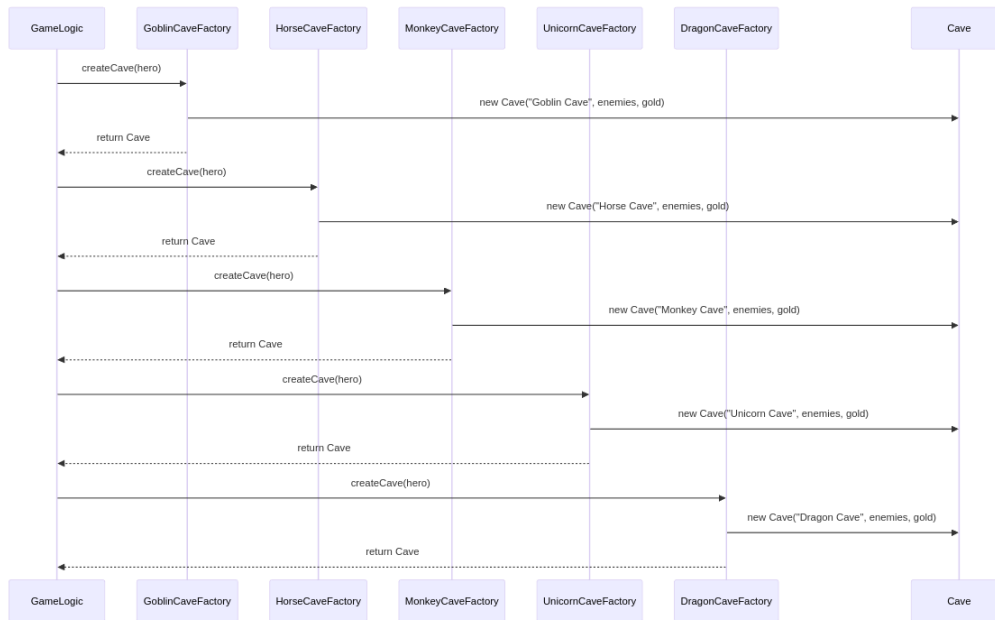 GameLogic GoblinCaveFactory HorseCaveFactory MonkeyCaveFactory UnicornCaveFactory DragonCaveFactory Cave
createCave(hero)
new Cave("Goblin Cave", enemies, gold)
return Cave
createCave(hero)
new Cave("Horse Cave", enemies, gold)
return Cave
createCave(hero)
new Cave("Monkey Cave", enemies, gold)
return Cave
createCave(hero)
new Cave("Unicorn Cave", enemies, gold)
return Cave
createCave(hero)
new Cave("Dragon Cave", enemies, gold)
return Cave
GameLogic GoblinCaveFactory HorseCaveFactory MonkeyCaveFactory UnicornCaveFactory DragonCaveFactory Cave